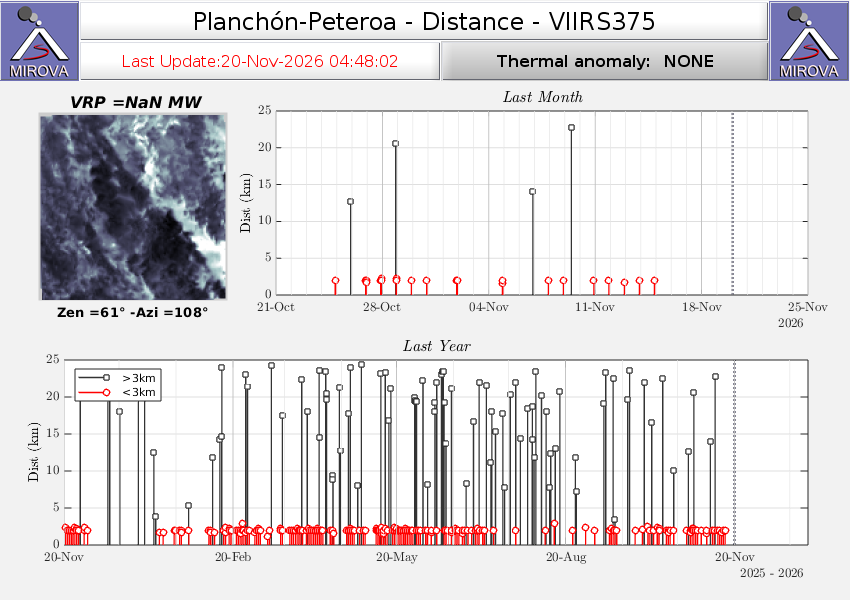 MIROVA
Planchón-Peteroa - Distance - VIIRS375
MIROVA
Last Update:20-Nov-2026 04:48:02
Thermal anomaly: NONE
VRP =NaN MW
Zen =61° -Azi =108°
Last Month
Dist (km)
25
20
15
10
5
0
21-Oct
28-Oct
04-Nov
11-Nov
18-Nov
25-Nov
2026
Last Year
Dist (km)
25
20
15
10
5
0
>3km
<3km
20-Nov
20-Feb
20-May
20-Aug
20-Nov
2025 - 2026